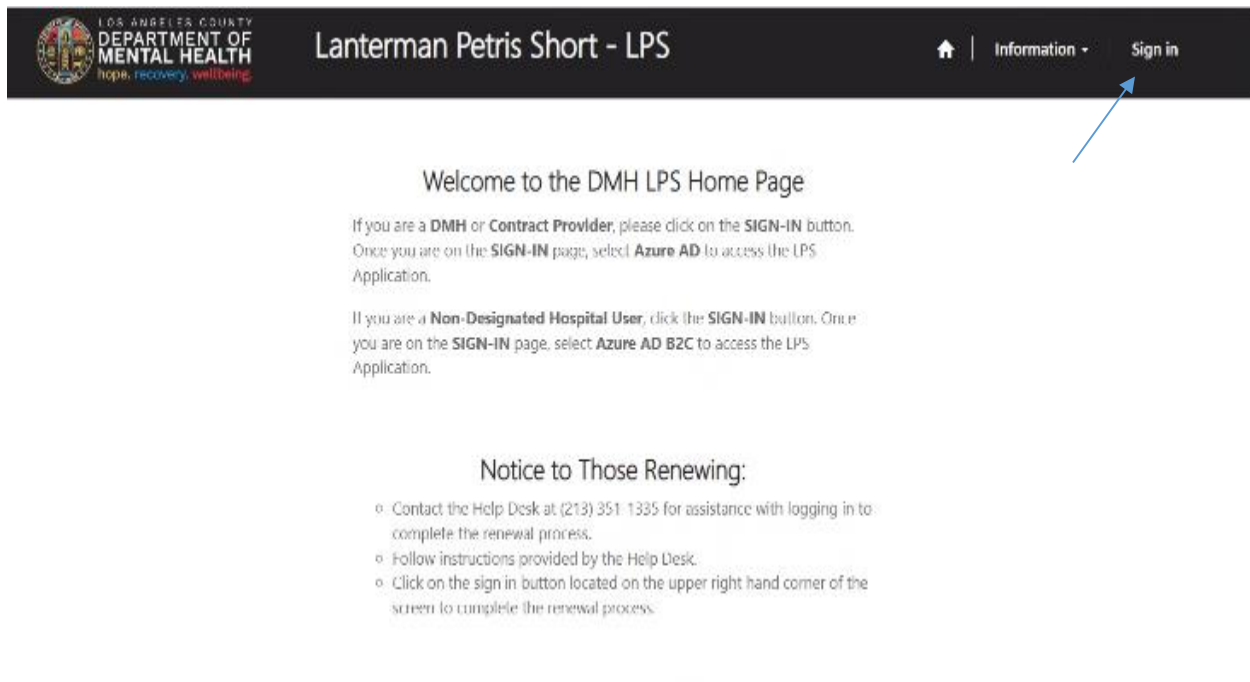 LOS ANGELES COUNTY
DEPARTMENT OF
MENTAL HEALTH
hope. recovery. wellbeing.
Lanterman Petris Short - LPS
Information
Sign in
Welcome to the DMH LPS Home Page
If you are a DMH or Contract Provider, please click on the SIGN-IN button.
Once you are on the SIGN-IN page, select Azure AD to access the LPS
Application.
If you are a Non-Designated Hospital User, click the SIGN-IN button. Once
you are on the SIGN-IN page, select Azure AD B2C to access the LPS
Application.
Notice to Those Renewing:
Contact the Help Desk at (213) 351-1335 for assistance with logging in to
complete the renewal process.
Follow instructions provided by the Help Desk.
Click on the sign in button located on the upper right hand corner of the
screen to complete the renewal process.